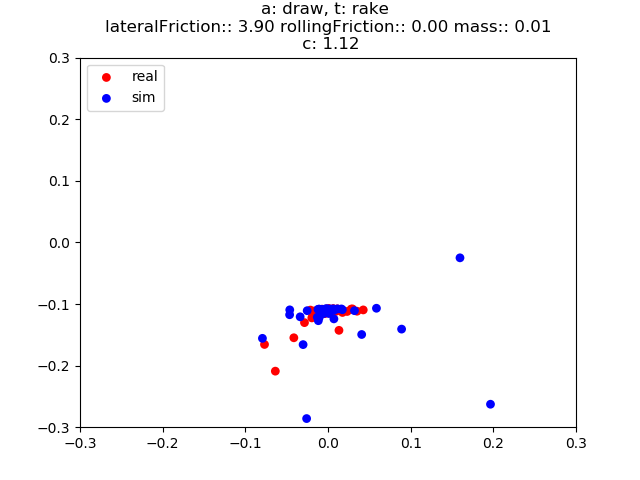 a: draw, t: rake
lateralFriction:: 3.90 rollingFriction:: 0.00 mass:: 0.01
c: 1.12
real
sim
0.3
0.2
0.1
0.0
−0.1
−0.2
−0.3
−0.3 −0.2 −0.1 0.0 0.1 0.2 0.3